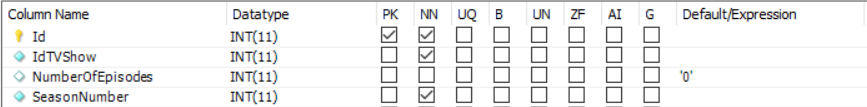 Column Name Datatype PK NN UQ B UN ZF AI G Default/Expression
Id INT(11)
IdTVShow INT(11)
NumberOfEpisodes INT(11) '0'
SeasonNumber INT(11)